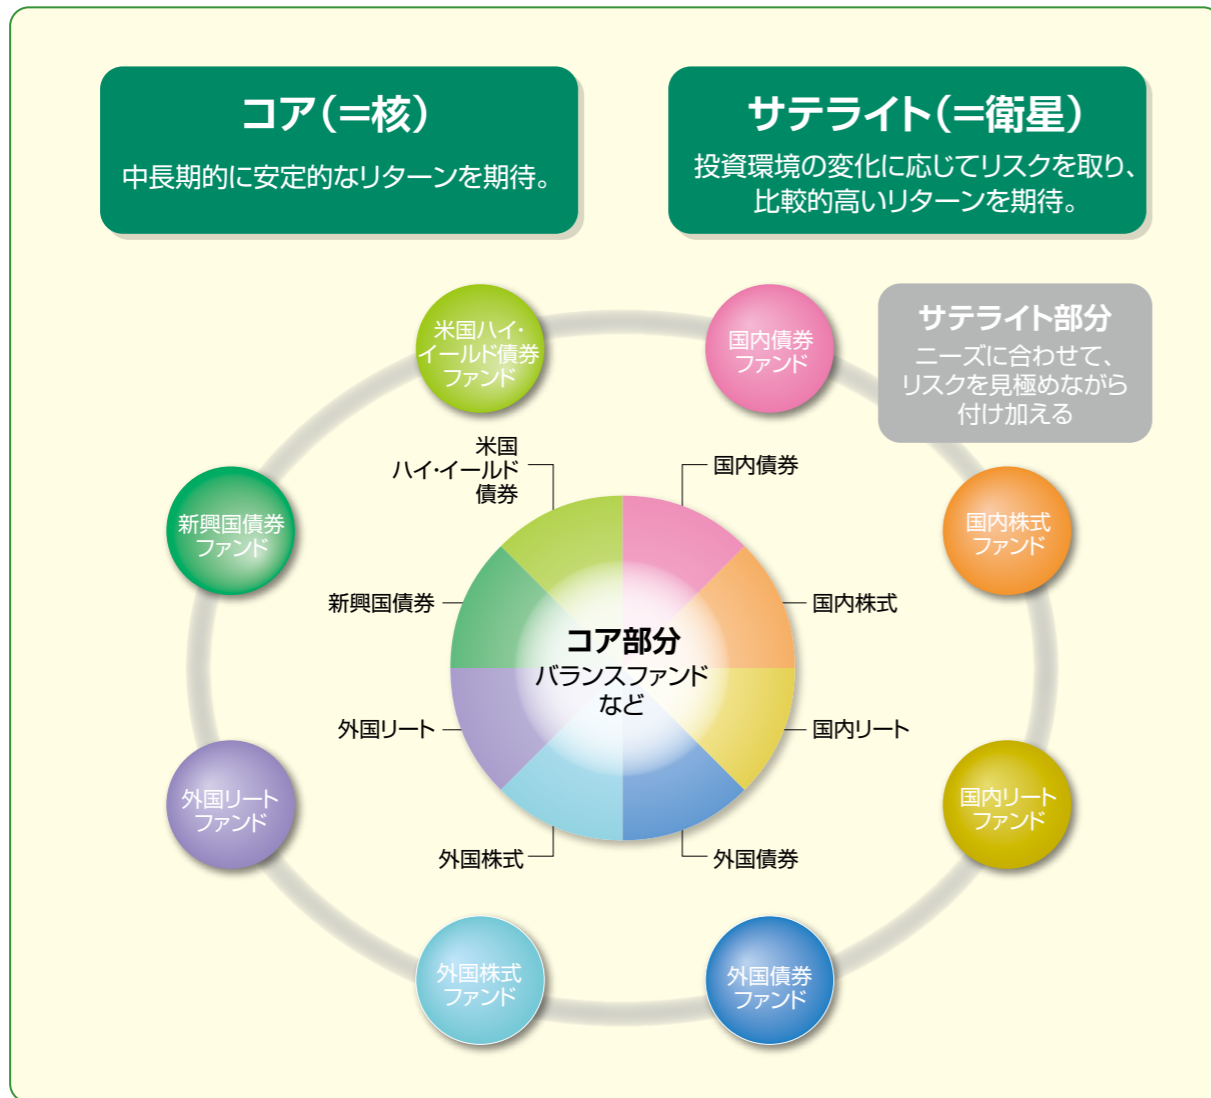 コア（＝核）
中長期的に安定的なリターンを期待。
サテライト（＝衛星）
投資環境の変化に応じてリスクを取り、
比較的高いリターンを期待。
米国ハイ・
イールド債券
ファンド
国内債券
ファンド
サテライト部分
ニーズに合わせて、
リスクを見極めながら
付け加える
米国
ハイ・イールド
債券
国内債券
新興国債券
ファンド
国内株式
ファンド
新興国債券
国内株式
コア部分
バランスファンド
など
外国リート
国内リート
外国リート
ファンド
国内リート
ファンド
外国株式
外国債券
外国株式
ファンド
外国債券
ファンド